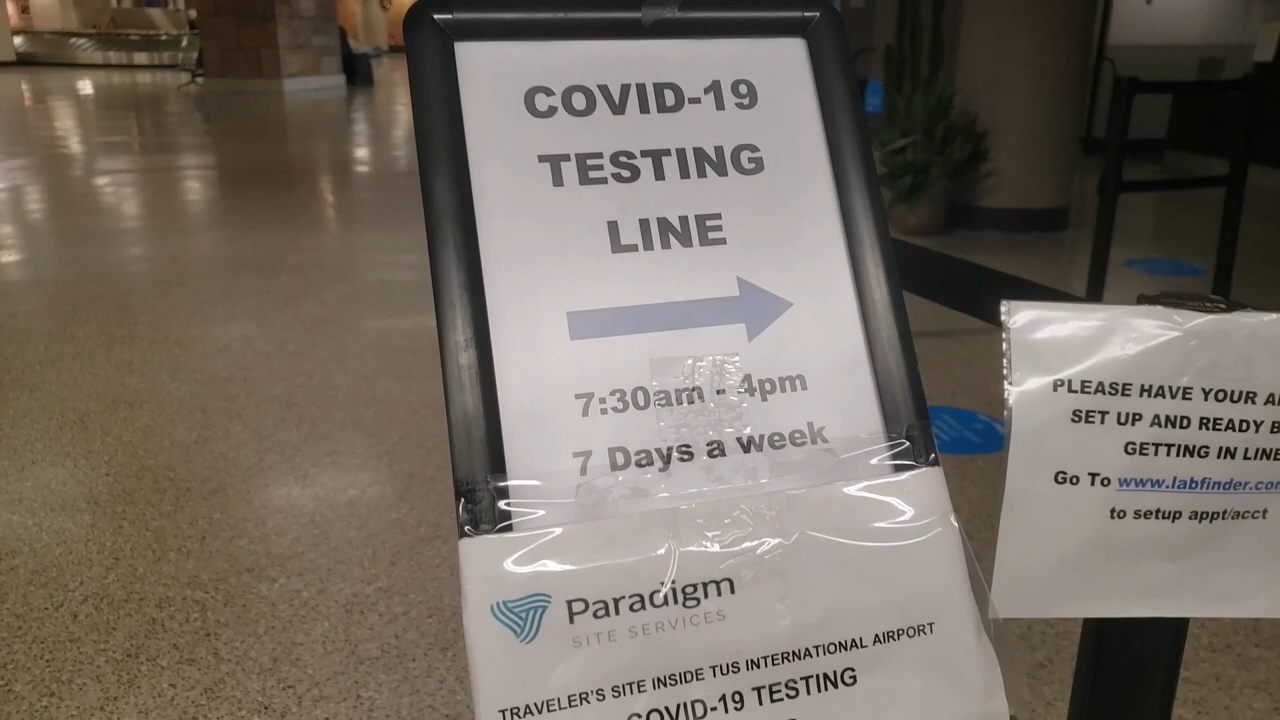 COVID-19
TESTING
LINE
7:30am - 4pm
7 Days a week
Paradigm
SITE SERVICES
TRAVELER'S SITE INSIDE TUS INTERNATIONAL AIRPORT
COVID-19 TESTING
PLEASE HAVE YOUR
SET UP AND READY
GETTING IN LINE
Go To www.labfinder.com
to setup appt/acct